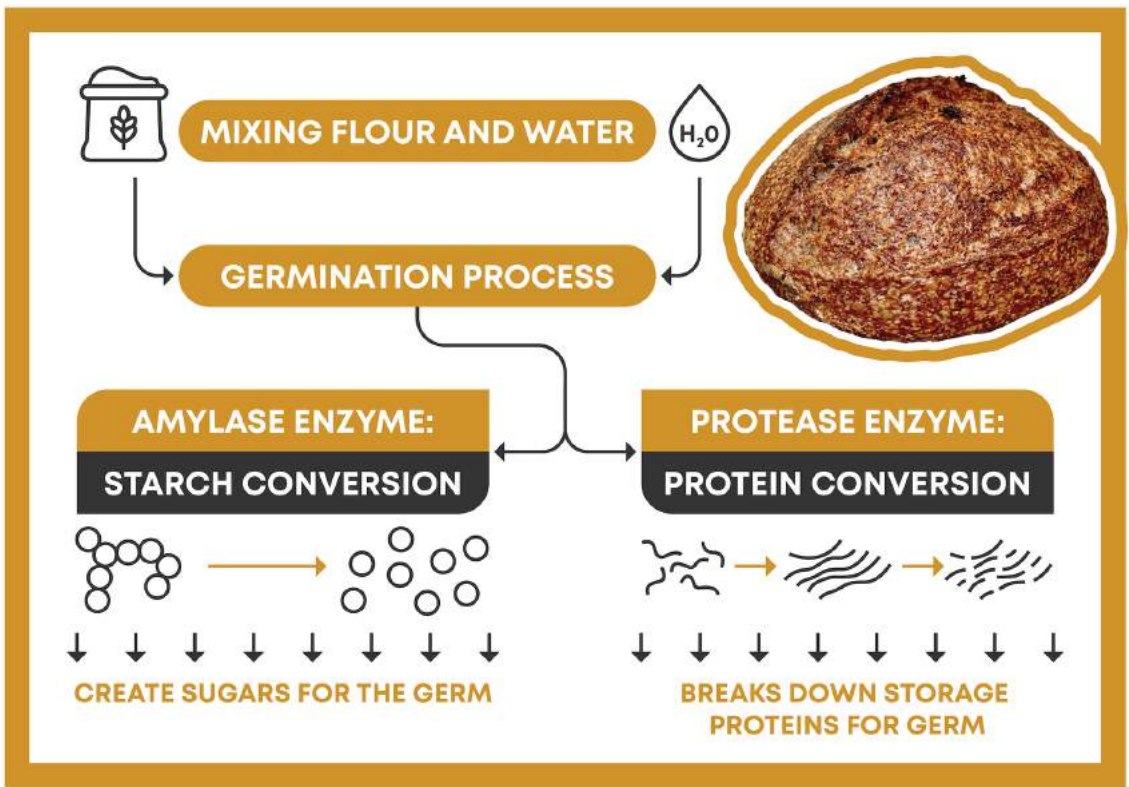 MIXING FLOUR AND WATER
H₂0
GERMINATION PROCESS
AMYLASE ENZYME:
STARCH CONVERSION
PROTEASE ENZYME:
PROTEIN CONVERSION
CREATE SUGARS FOR THE GERM
BREAKS DOWN STORAGE
PROTEINS FOR GERM